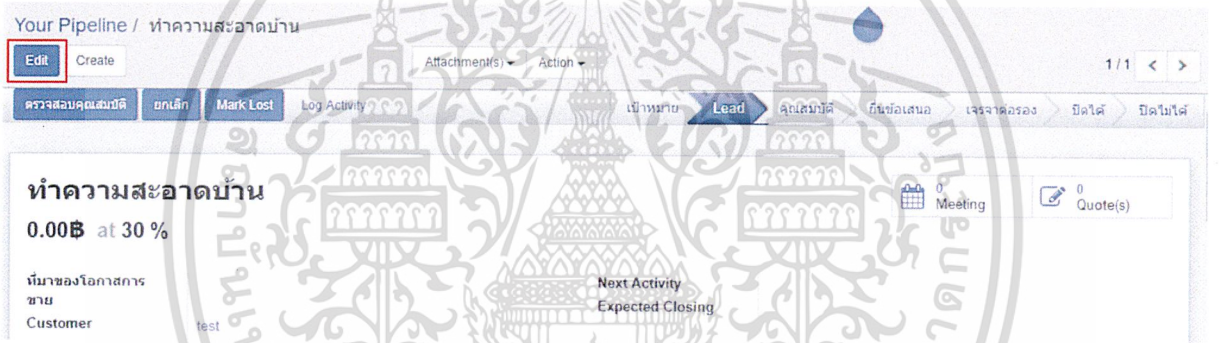 Your Pipeline / ทำความสะอาดบ้าน
Edit Create Attachment(s) Action 1 / 1 < >
ตรวจสอบคุณสมบัติ ยกเลิก Mark Lost Log Activity เป้าหมาย Lead คุณสมบัติ ยื่นข้อเสนอ เจรจาต่อรอง ปิดได้ ปิดไม่ได้
ทำความสะอาดบ้าน 0 Meeting 0 Quote(s)
0.00฿ at 30 %
ที่มาของโอกาสการขาย Next Activity
Expected Closing
Customer test